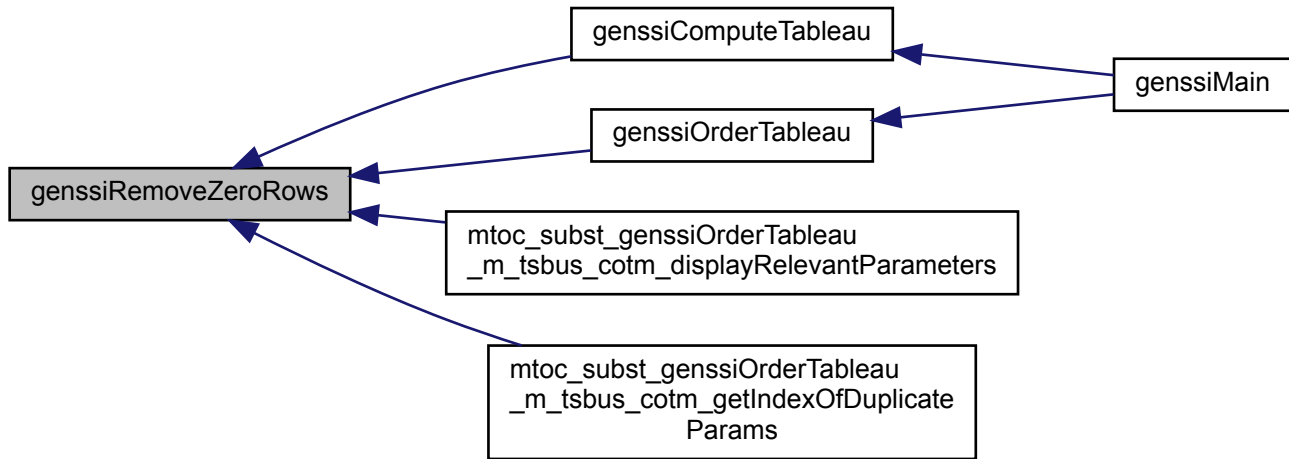 genssiComputeTableau
genssiMain
genssiOrderTableau
genssiRemoveZeroRows
mtoc_subst_genssiOrderTableau
_m_tsbus_cotm_displayRelevantParameters
mtoc_subst_genssiOrderTableau
_m_tsbus_cotm_getIndexOfDuplicate
Params